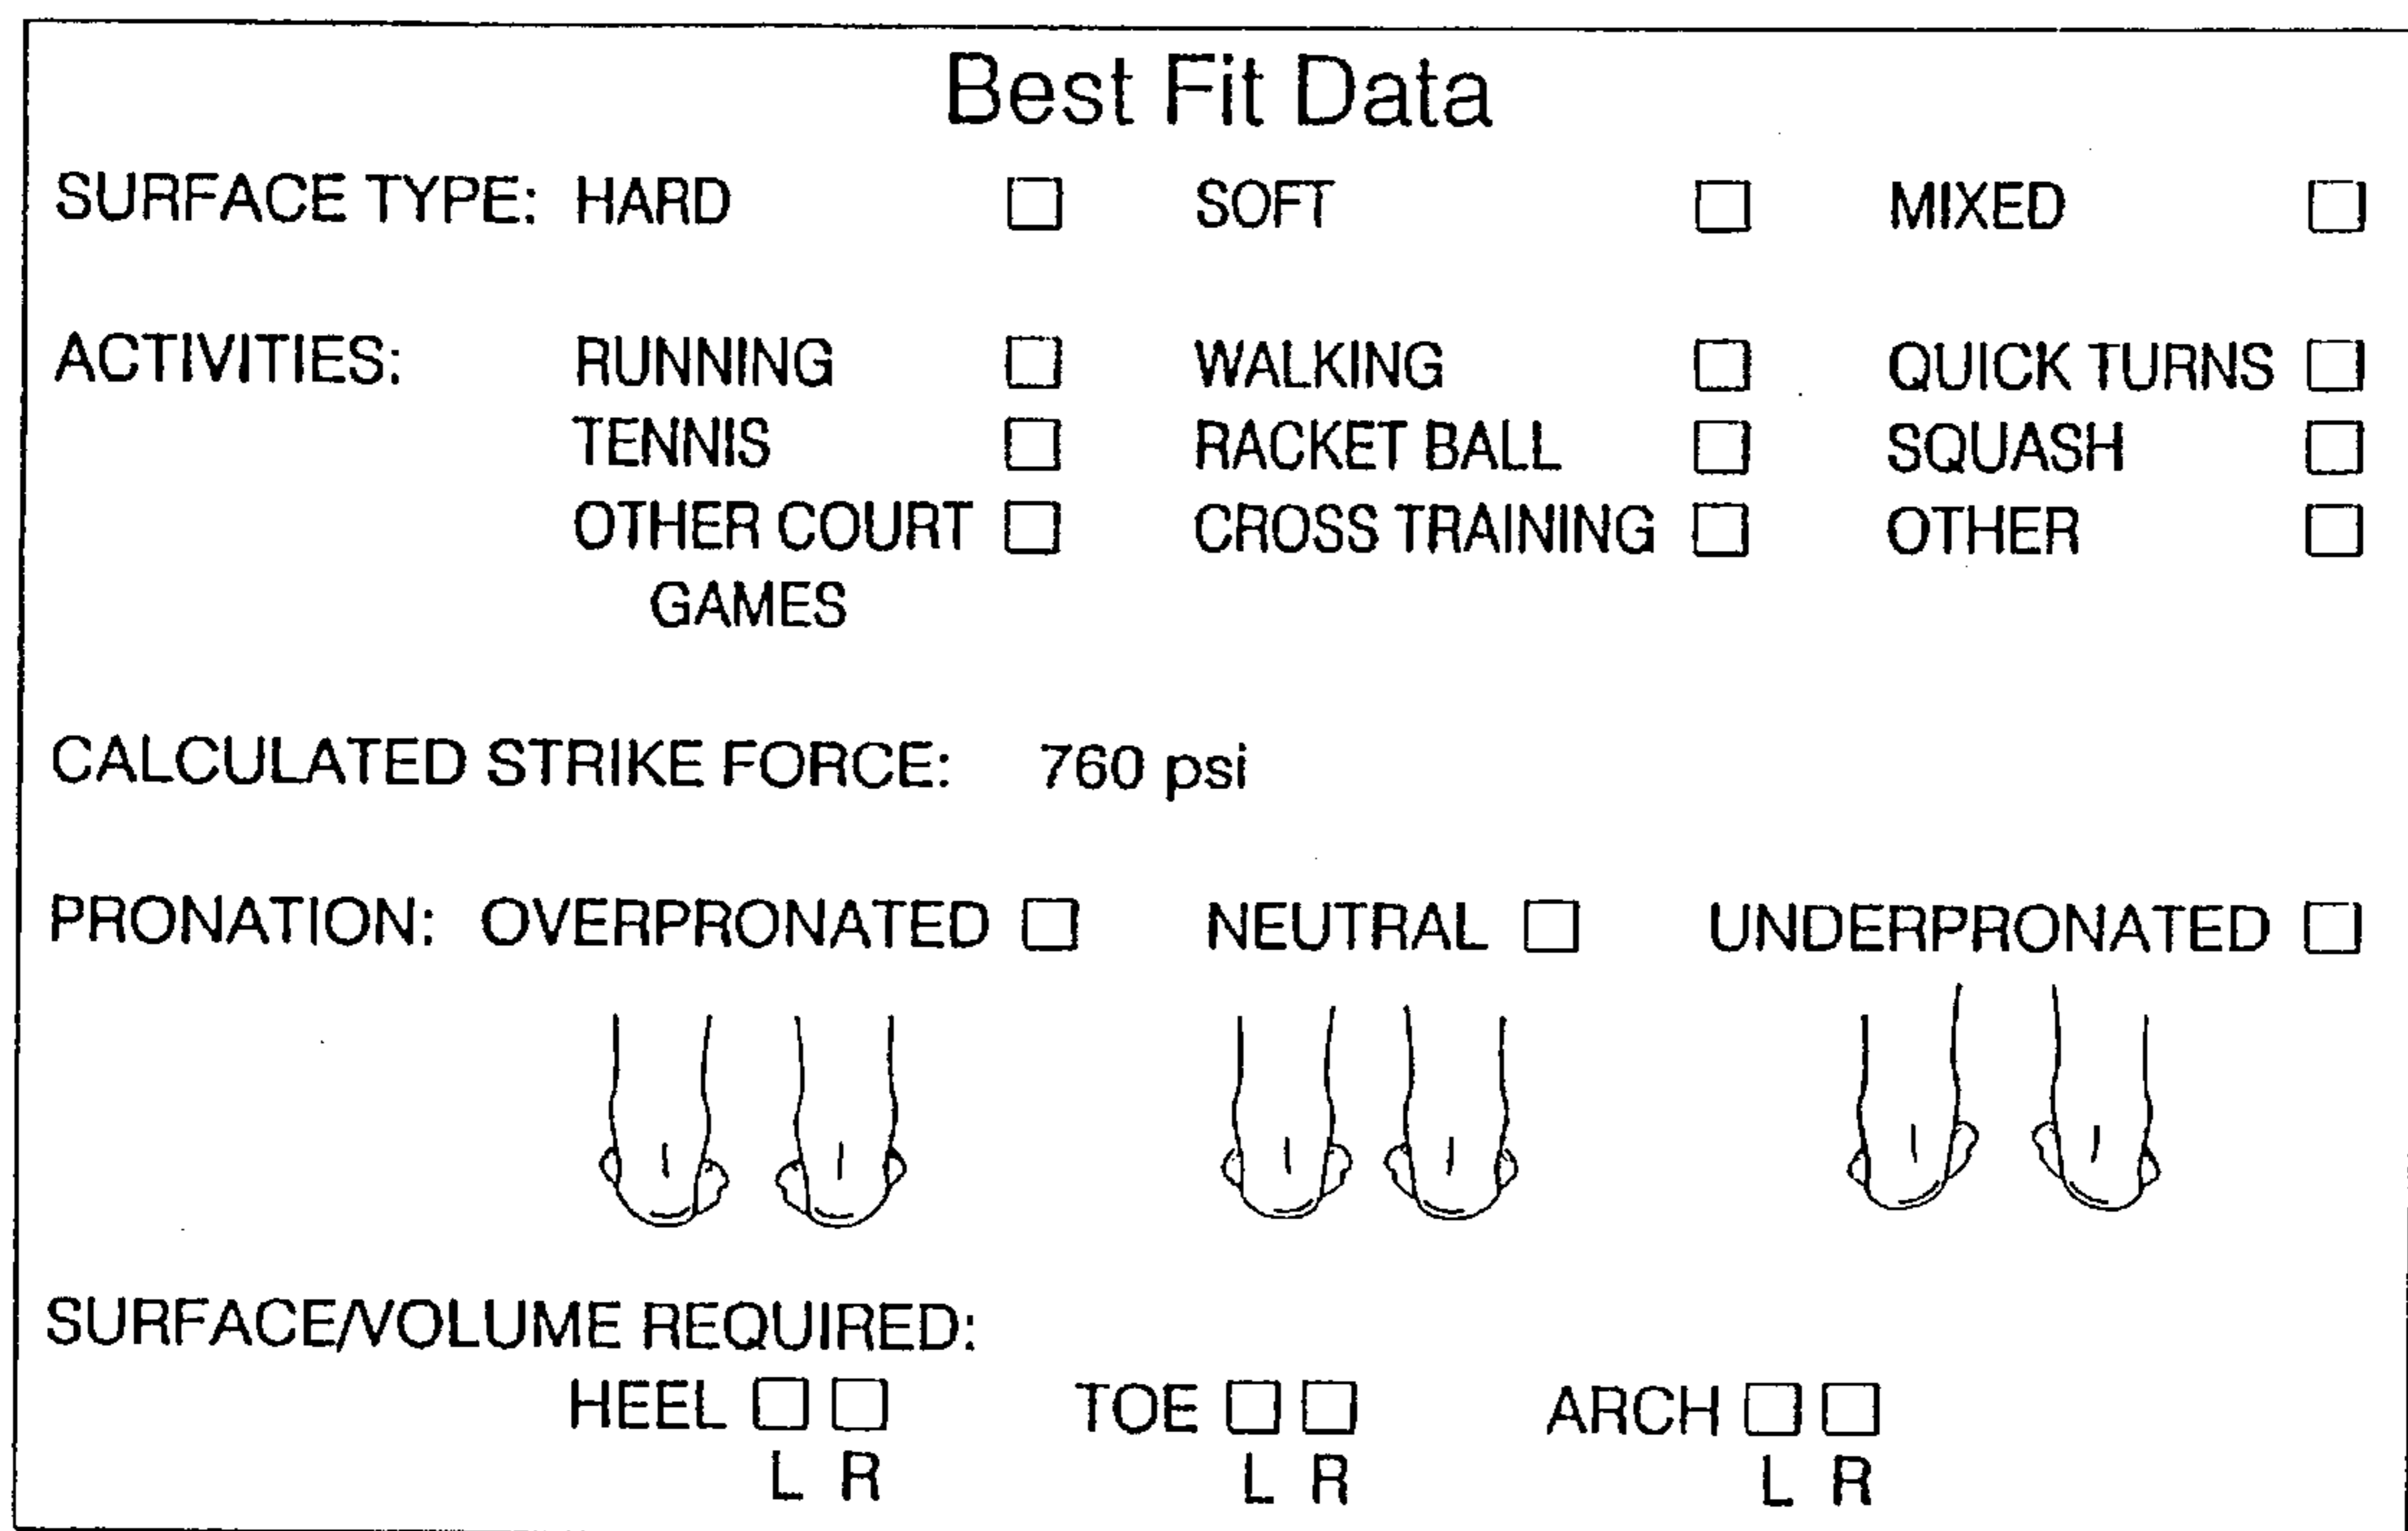 Best Fit Data
SURFACE TYPE: HARD □ SOFT □ MIXED □
ACTIVITIES: RUNNING □ WALKING □ QUICK TURNS □
TENNIS □ RACKET BALL □ SQUASH □
OTHER COURT □ CROSS TRAINING □ OTHER □
GAMES
CALCULATED STRIKE FORCE: 760 psi
PRONATION: OVERPRONATED □ NEUTRAL □ UNDERPRONATED □
SURFACE/VOLUME REQUIRED:
HEEL □ □ TOE □ □ ARCH □ □
L R L R L R